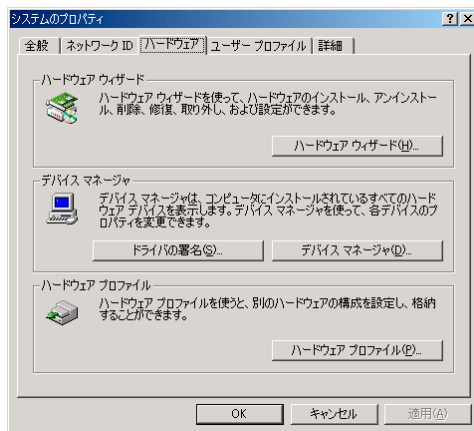 システムのプロパティ
全般 ネットワーク ID ハードウェア ユーザー プロファイル 詳細
ハードウェア ウィザード
ハードウェア ウィザードを使って、ハードウェアのインストール、アンインストー
ル、削除、修復、取り外し、および設定ができます。
ハードウェア ウィザード(H)...
デバイス マネージャ
デバイス マネージャは、コンピュータにインストールされているすべてのハード
ウェア デバイスを表示します。デバイス マネージャを使って、各デバイスのプ
ロパティを変更できます。
ドライバの署名(S)... デバイス マネージャ(D)...
ハードウェア プロファイル
ハードウェア プロファイルを使うと、別のハードウェアの構成を設定し、格納
することができます。
ハードウェア プロファイル(P)...
OK キャンセル 適用(A)